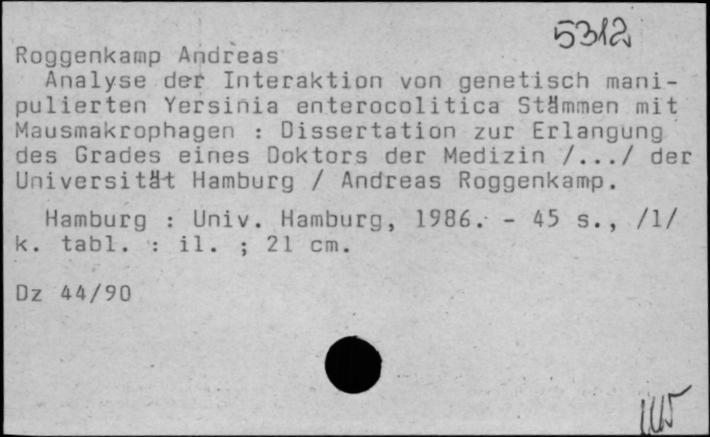 5312
Roggenkamp Andreas
Analyse der Interaktion von genetisch mani-
pulierten Yersinia enterocolitica Stämmen mit
Mausmakrophagen : Dissertation zur Erlangung
des Grades eines Doktors der Medizin /.../ der
Universität Hamburg / Andreas Roggenkamp.
Hamburg : Univ. Hamburg, 1986. - 45 s., /1/
k. tabl. : il. ; 21 cm.
Dz 44/90